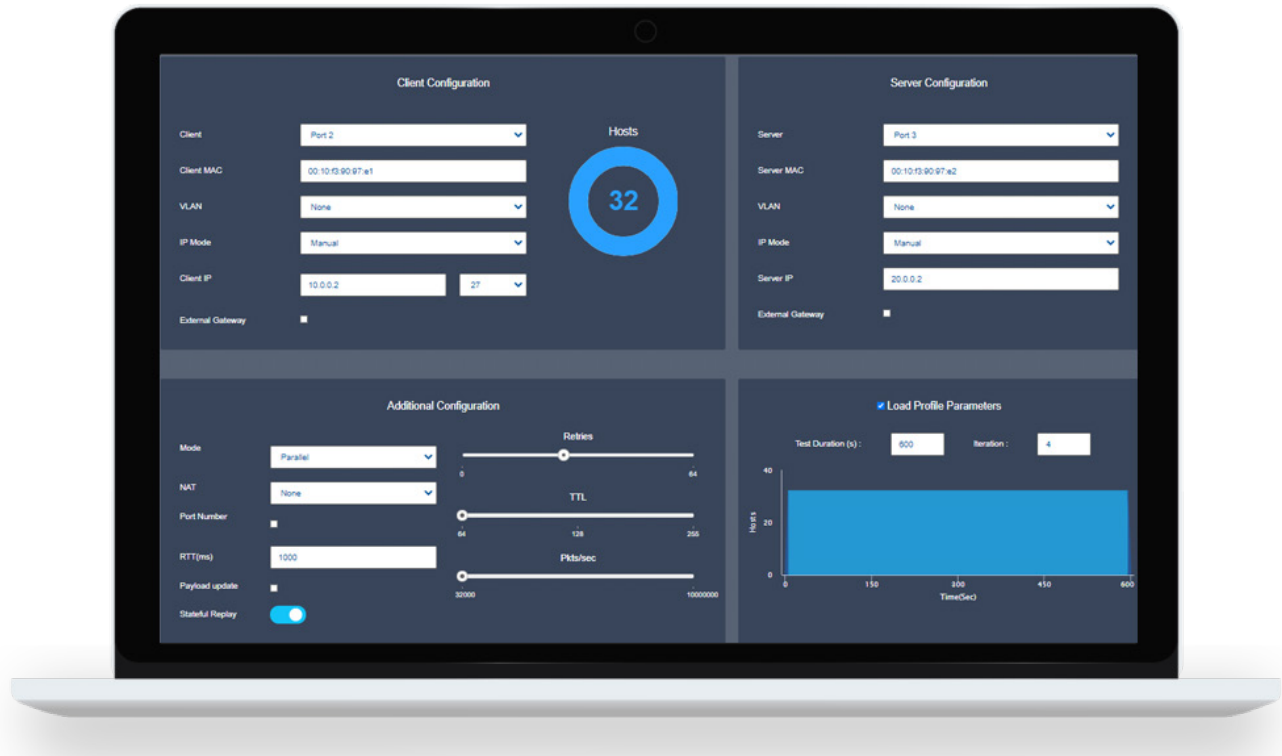 Client Configuration
Client
Port 2
Hosts
Client MAC
00:10:f3:90:97:e1
VLAN
None
32
IP Mode
Manual
Client IP
10.0.0.2
27
External Gateway
Server Configuration
Server
Port 3
Server MAC
00:10:f3:90:97:e2
VLAN
None
IP Mode
Manual
Server IP
20.0.0.2
External Gateway
Additional Configuration
Mode
Parallel
NAT
None
Port Number
RTT(ms)
1000
Payload update
Stateful Replay
Retries
0 64
TTL
64 128 255
Pkts/sec
32000 10000000
Load Profile Parameters
Test Duration (s) : 600 Iteration : 4
40
20
0
Hosts
0 150 300 450 600
Time(Sec)